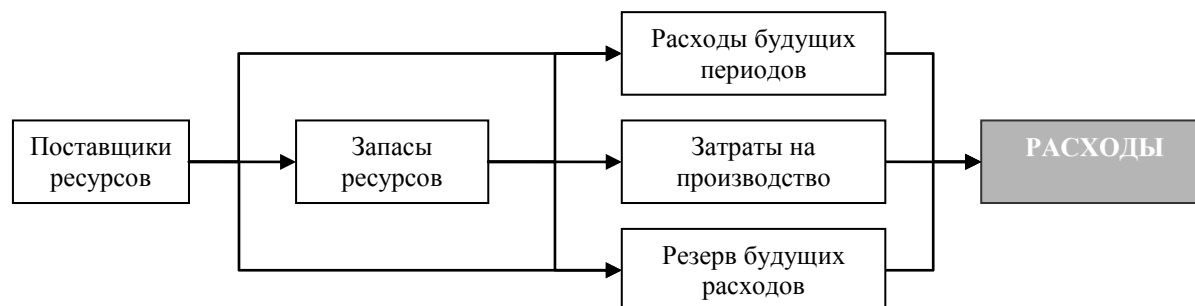 Расходы будущих
периодов
Поставщики
ресурсов
Запасы
ресурсов
Затраты на
производство
РАСХОДЫ
Резерв будущих
расходов